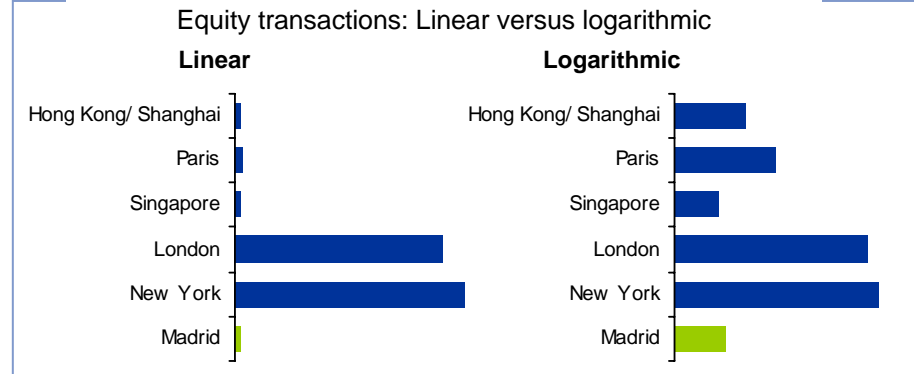 Equity transactions: Linear versus logarithmic
Linear
Hong Kong/ Shanghai
Paris
Singapore
London
New York
Madrid
Logarithmic
Hong Kong/ Shanghai
Paris
Singapore
London
New York
Madrid